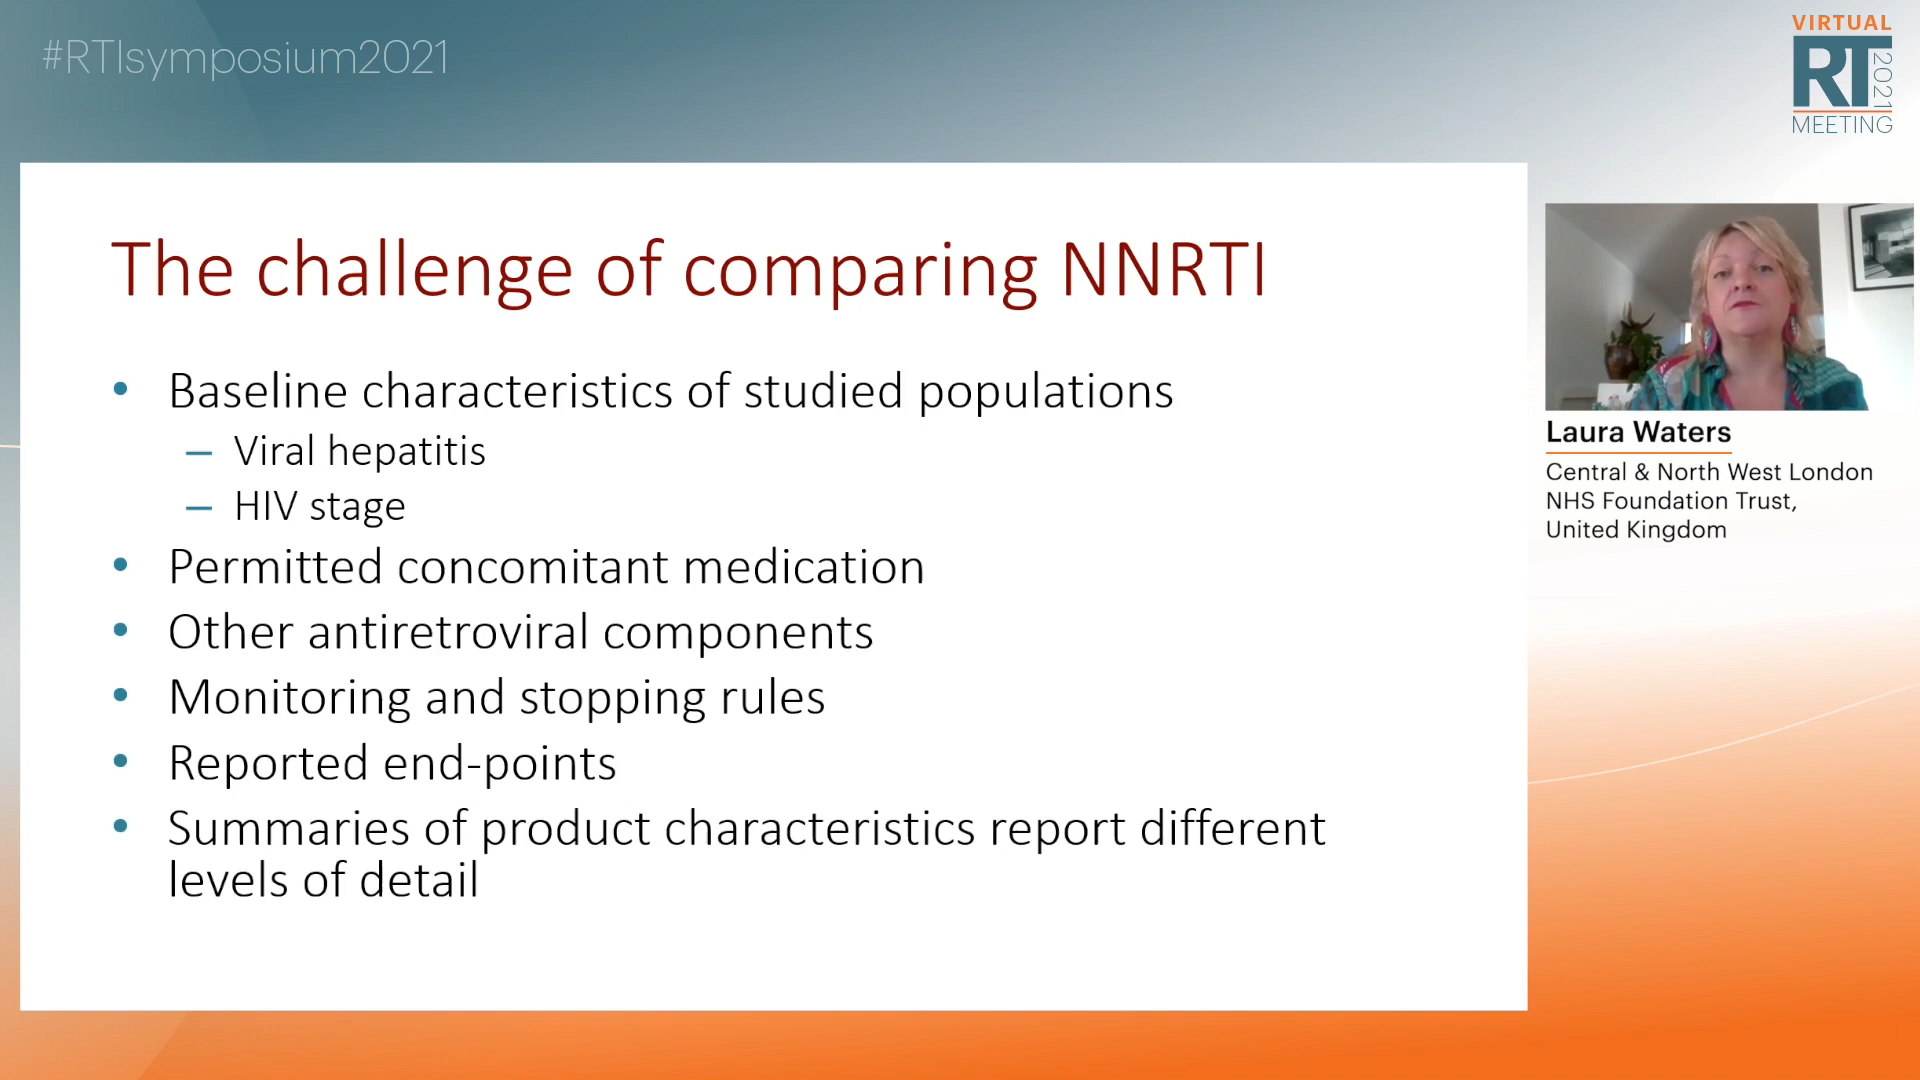 #RTIsymposium2021
VIRTUAL
RT
2021
MEETING
The challenge of comparing NNRTI
• Baseline characteristics of studied populations
– Viral hepatitis
– HIV stage
• Permitted concomitant medication
• Other antiretroviral components
• Monitoring and stopping rules
• Reported end-points
• Summaries of product characteristics report different
levels of detail
Laura Waters
Central & North West London
NHS Foundation Trust,
United Kingdom